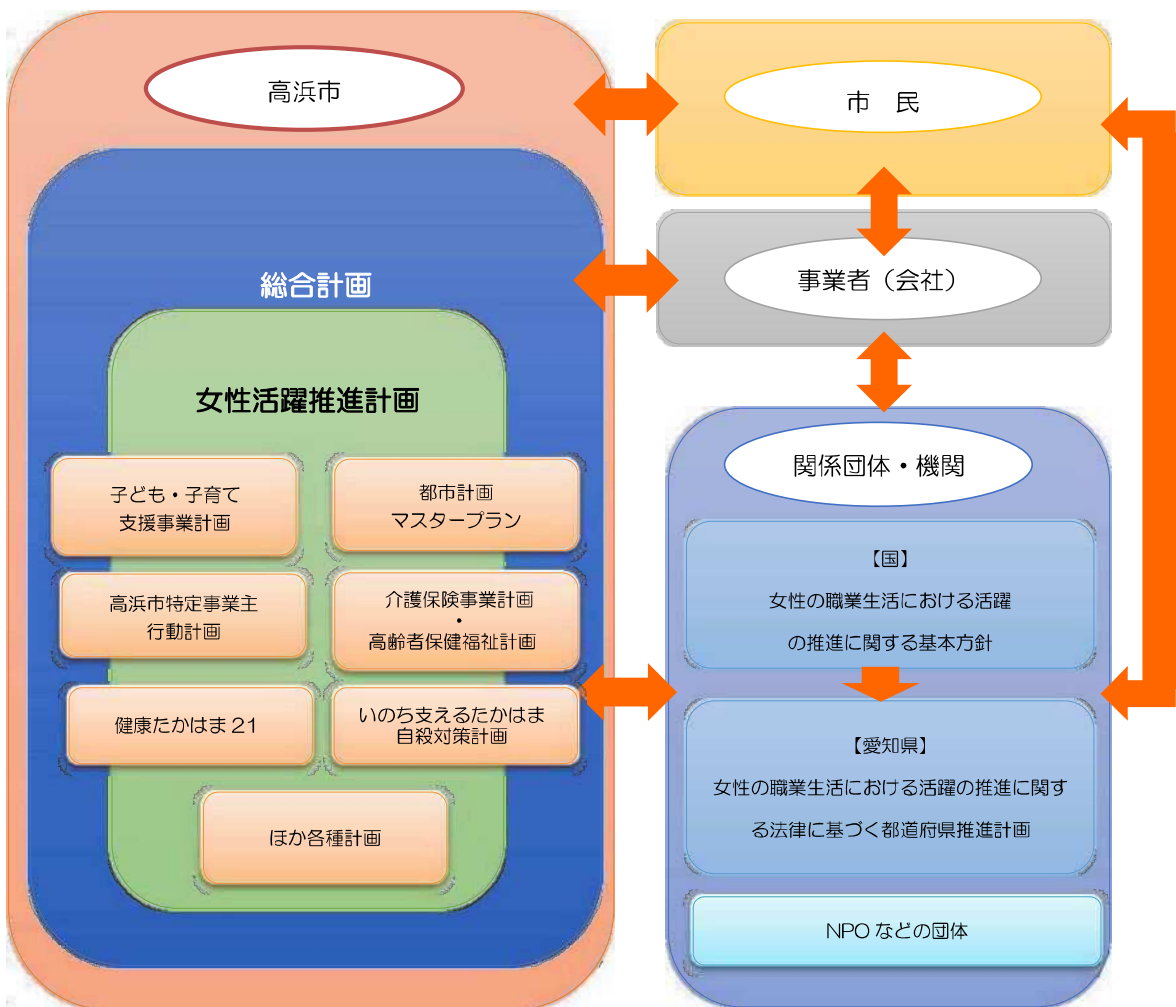 高浜市
総合計画
女性活躍推進計画
子ども・子育て
支援事業計画
都市計画
マスタープラン
高浜市特定事業主
行動計画
介護保険事業計画
・
高齢者保健福祉計画
健康たかはま21
いのち支えるたかはま
自殺対策計画
ほか各種計画
市　民
事業者（会社）
関係団体・機関
【国】
女性の職業生活における活躍
の推進に関する基本方針
【愛知県】
女性の職業生活における活躍の推進に関す
る法律に基づく都道府県推進計画
NPOなどの団体